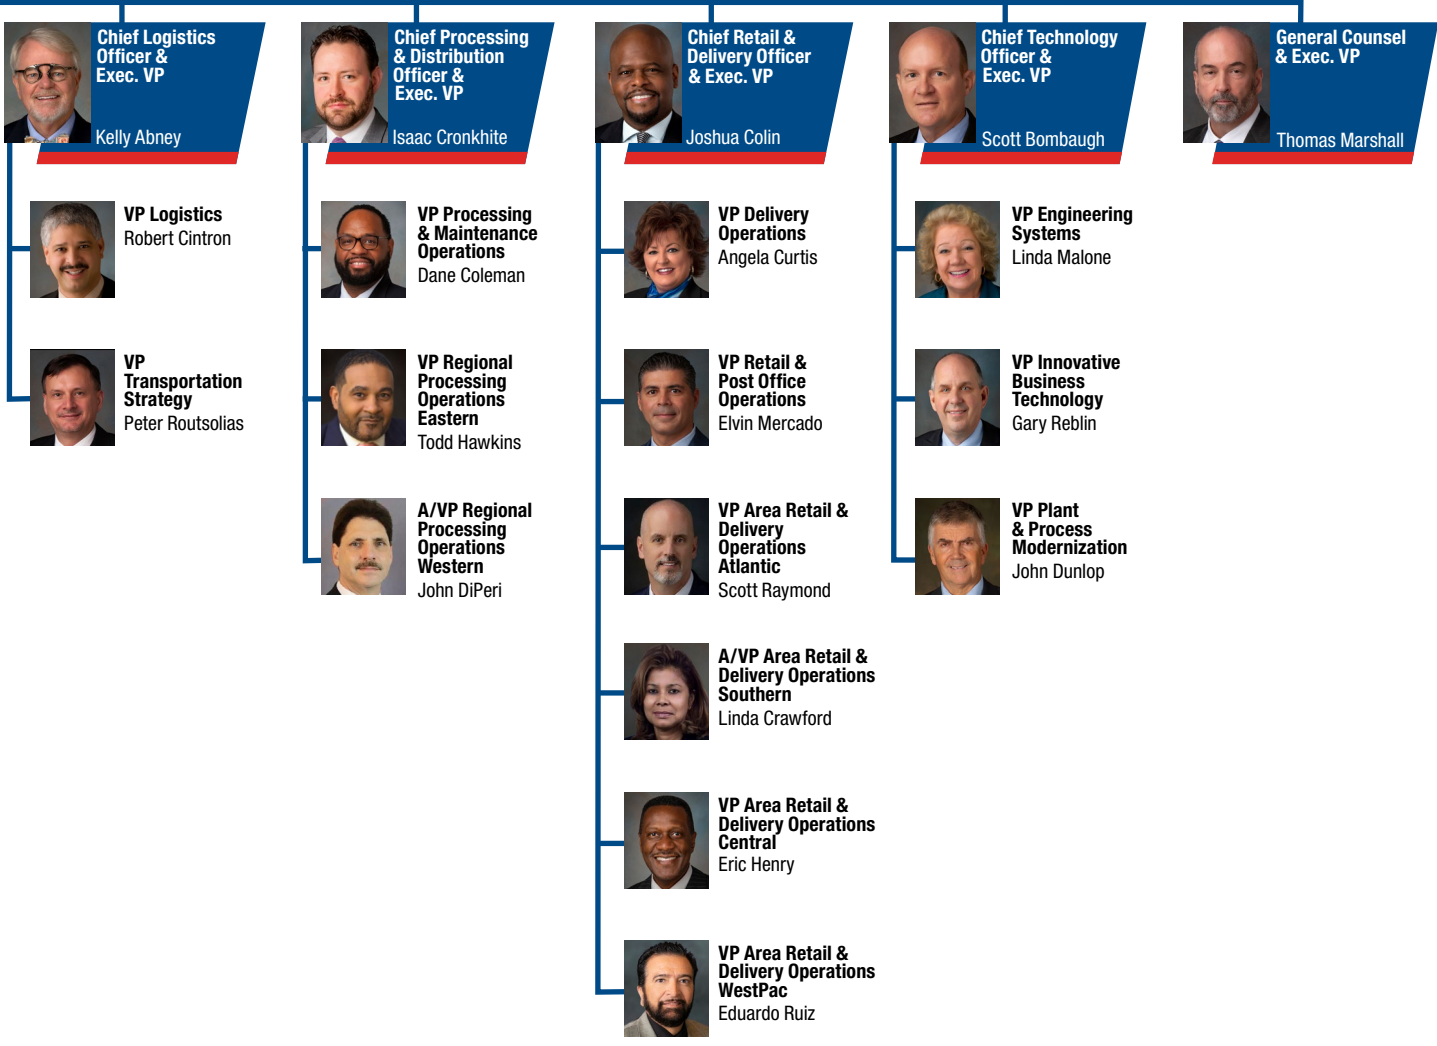 Chief Logistics
Officer &
Exec. VP
Kelly Abney
VP Logistics
Robert Cintron
VP
Transportation
Strategy
Peter Routsolias
Chief Processing
& Distribution
Officer &
Exec. VP
Isaac Cronkhite
VP Processing
& Maintenance
Operations
Dane Coleman
VP Regional
Processing
Operations
Eastern
Todd Hawkins
A/VP Regional
Processing
Operations
Western
John DiPeri
Chief Retail &
Delivery Officer
& Exec. VP
Joshua Colin
VP Delivery
Operations
Angela Curtis
VP Retail &
Post Office
Operations
Elvin Mercado
VP Area Retail &
Delivery
Operations
Atlantic
Scott Raymond
A/VP Area Retail &
Delivery Operations
Southern
Linda Crawford
VP Area Retail &
Delivery Operations
Central
Eric Henry
VP Area Retail &
Delivery Operations
WestPac
Eduardo Ruiz
Chief Technology
Officer &
Exec. VP
Scott Bombaugh
VP Engineering
Systems
Linda Malone
VP Innovative
Business
Technology
Gary Reblin
VP Plant
& Process
Modernization
John Dunlop
General Counsel
& Exec. VP
Thomas Marshall